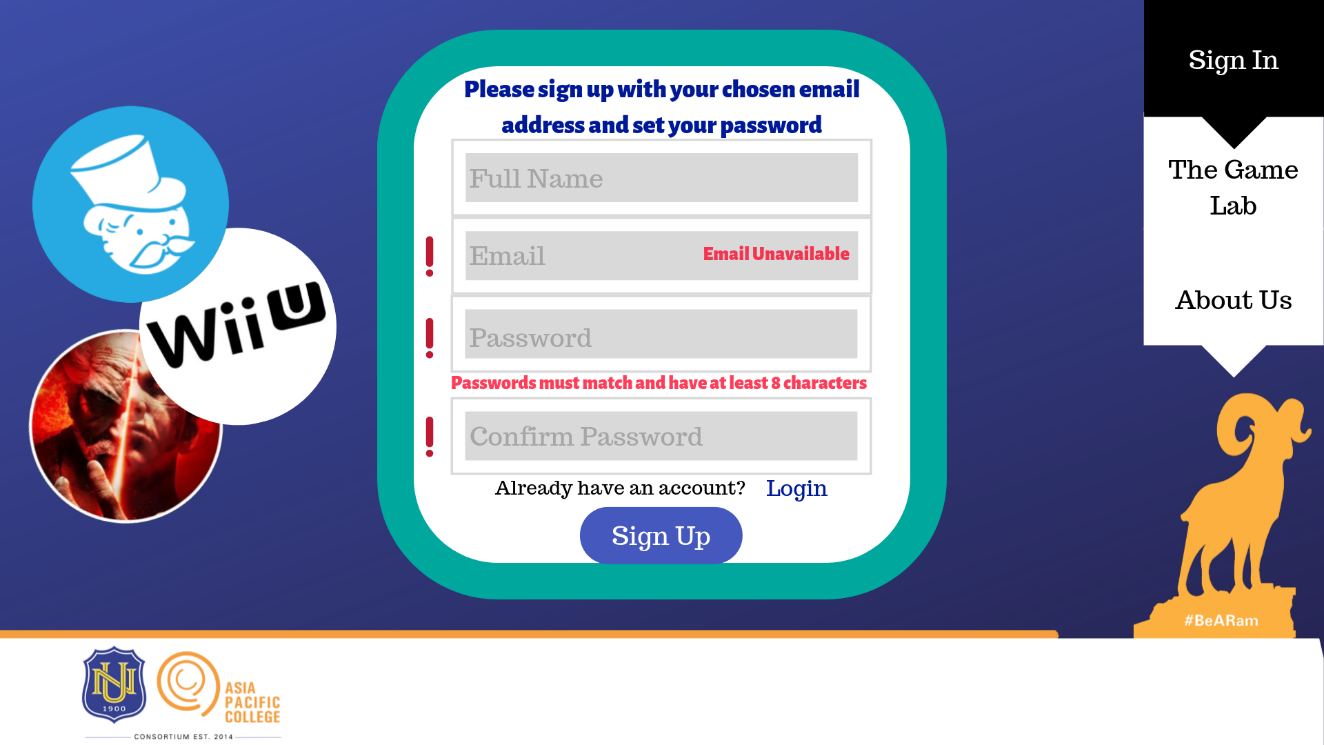 Sign In
The Game
Lab
About Us
Please sign up with your chosen email
address and set your password
Full Name
Email
Email Unavailable
Password
Passwords must match and have at least 8 characters
Confirm Password
Already have an account? Login
Sign Up
Wii U
#BeARam
NU
1900
ASIA
PACIFIC
COLLEGE
CONSORTIUM EST. 2014